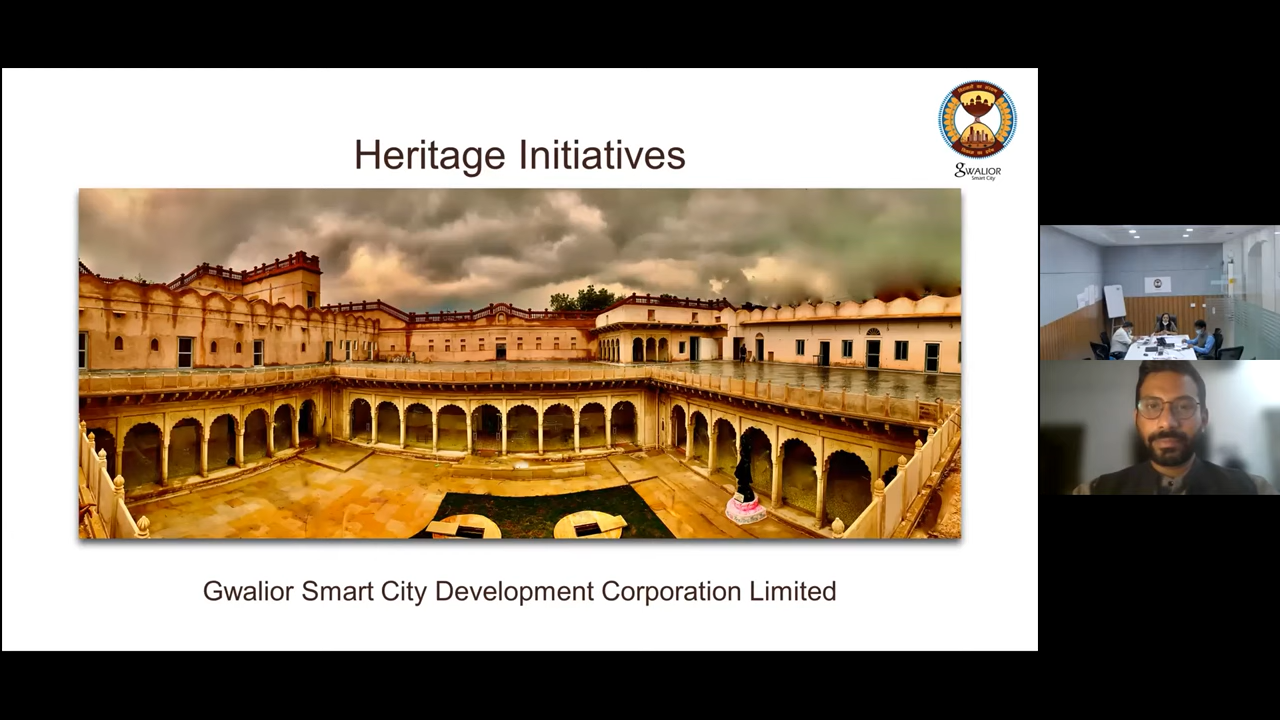 Heritage Initiatives
GWALIOR
Smart City
Gwalior Smart City Development Corporation Limited